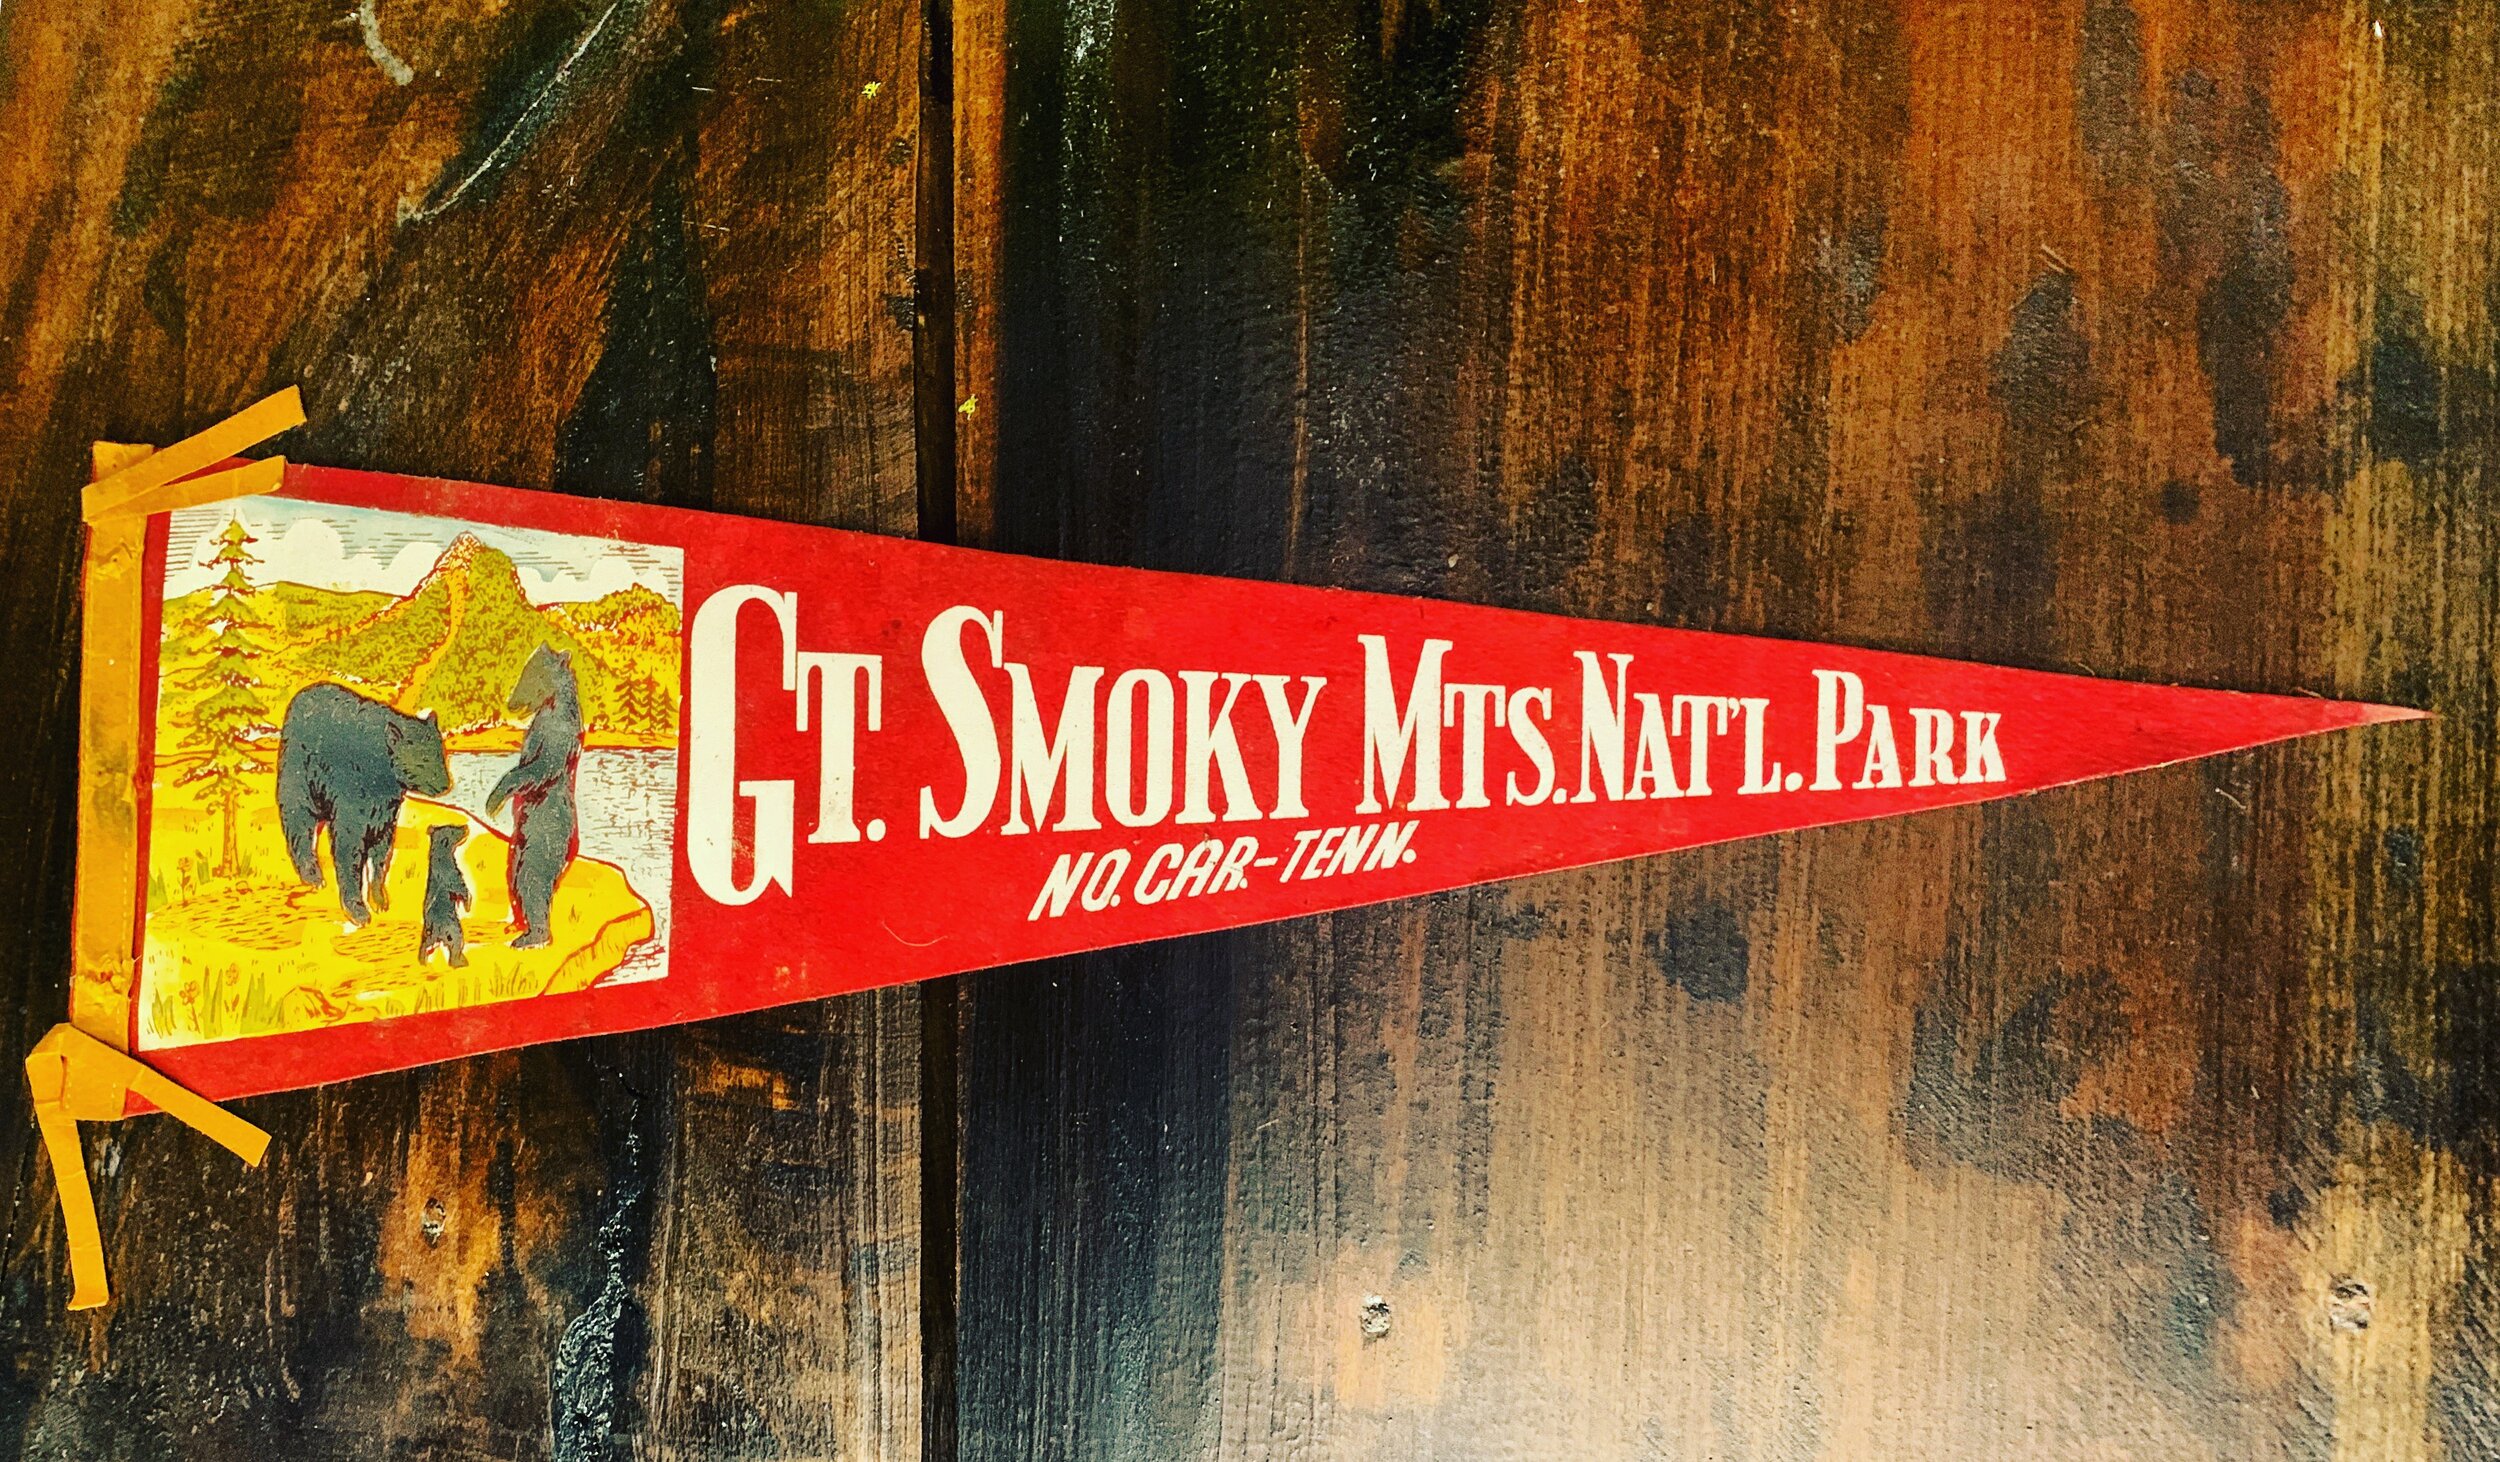 Gt. Smoky Mts. Nat'l. Park
NO. CAR.-TENN.